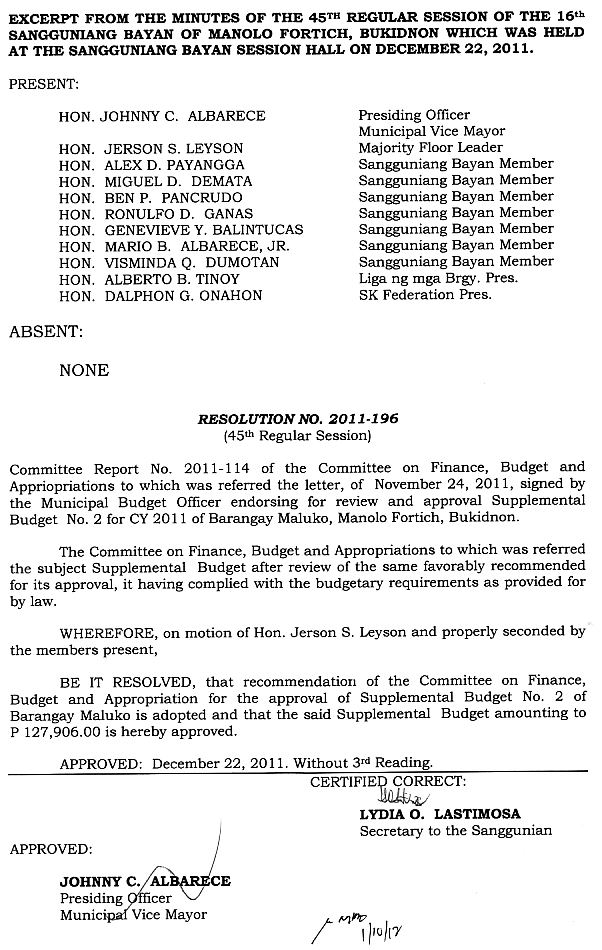 EXCERPT FROM THE MINUTES OF THE 45TH REGULAR SESSION OF THE 16th
SANGGUNIANG BAYAN OF MANOLO FORTICH, BUKIDNON WHICH WAS HELD
AT THE SANGGUNIANG BAYAN SESSION HALL ON DECEMBER 22, 2011.
PRESENT:
HON. JOHNNY C. ALBARECE Presiding Officer
Municipal Vice Mayor
HON. JERSON S. LEYSON Majority Floor Leader
HON. ALEX D. PAYANGGA Sangguniang Bayan Member
HON. MIGUEL D. DEMATA Sangguniang Bayan Member
HON. BEN P. PANCRUDO Sangguniang Bayan Member
HON. RONULFO D. GANAS Sangguniang Bayan Member
HON. GENEVIEVE Y. BALINTUCAS Sangguniang Bayan Member
HON. MARIO B. ALBARECE, JR. Sangguniang Bayan Member
HON. VISMINDA Q. DUMOTAN Sangguniang Bayan Member
HON. ALBERTO B. TINOY Liga ng mga Brgy. Pres.
HON. DALPHON G. ONAHON SK Federation Pres.
ABSENT:
NONE
RESOLUTION NO. 2011-196
(45th Regular Session)
Committee Report No. 2011-114 of the Committee on Finance, Budget and
Appriopriations to which was referred the letter, of November 24, 2011, signed by
the Municipal Budget Officer endorsing for review and approval Supplemental
Budget No. 2 for CY 2011 of Barangay Maluko, Manolo Fortich, Bukidnon.
The Committee on Finance, Budget and Appropriations to which was referred
the subject Supplemental Budget after review of the same favorably recommended
for its approval, it having complied with the budgetary requirements as provided for
by law.
WHEREFORE, on motion of Hon. Jerson S. Leyson and properly seconded by
the members present,
BE IT RESOLVED, that recommendation of the Committee on Finance,
Budget and Appropriation for the approval of Supplemental Budget No. 2 of
Barangay Maluko is adopted and that the said Supplemental Budget amounting to
P 127,906.00 is hereby approved.
APPROVED: December 22, 2011. Without 3rd Reading.
CERTIFIED CORRECT:
LYDIA O. LASTIMOSA
Secretary to the Sanggunian
APPROVED:
JOHNNY C. ALBARECE
Presiding Officer
Municipal Vice Mayor
1/10/12